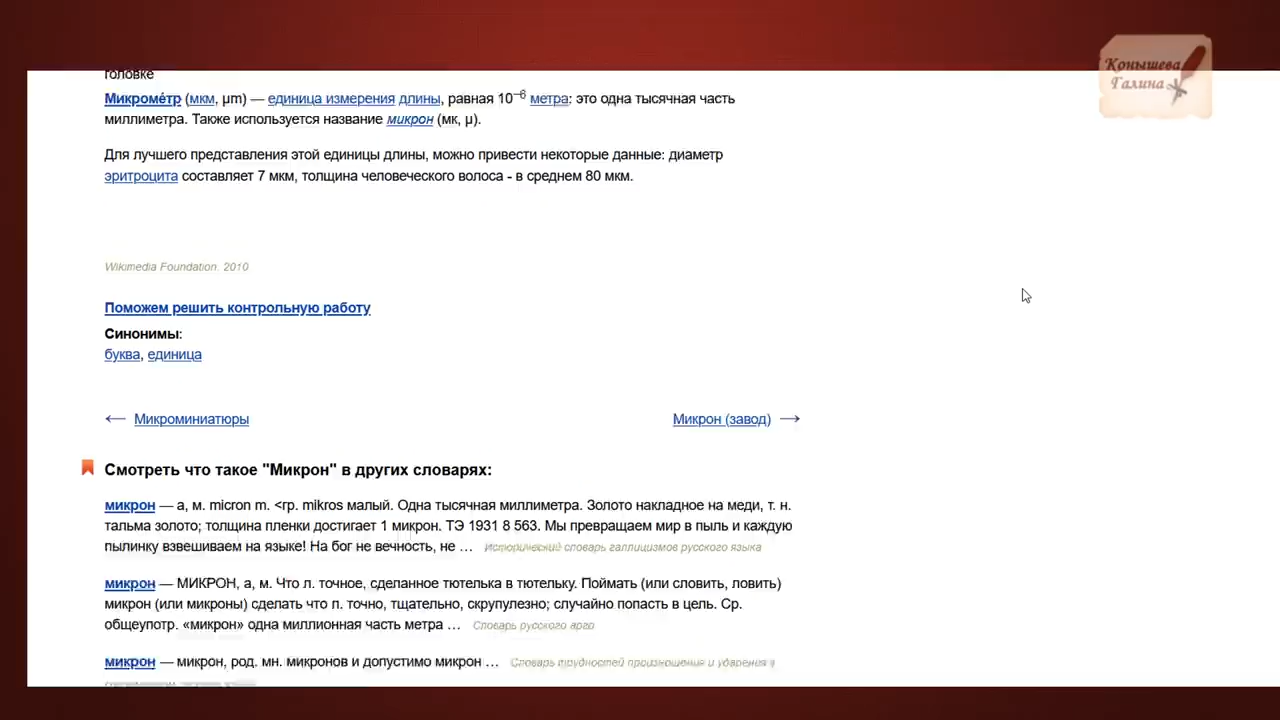 Конышева
Галина
головке
Микроме́тр (мкм, μm) — единица измерения длины, равная 10⁻⁶ метра: это одна тысячная часть
миллиметра. Также используется название микрон (мк, μ).
Для лучшего представления этой единицы длины, можно привести некоторые данные: диаметр
эритроцита составляет 7 мкм, толщина человеческого волоса - в среднем 80 мкм.
Wikimedia Foundation. 2010
Поможем решить контрольную работу
Синонимы:
буква, единица
← Микроминиатюры
Микрон (завод) →
Смотреть что такое "Микрон" в других словарях:
микрон — а, м. micron m. <гр. mikros малый. Одна тысячная миллиметра. Золото накладное на меди, т. н.
тальма золото; толщина пленки достигает 1 микрон. ТЭ 1931 8 563. Мы превращаем мир в пыль и каждую
пылинку взвешиваем на языке! На бог не вечность, не … Исторический словарь галлицизмов русского языка
микрон — МИКРОН, а, м. Что л. точное, сделанное тютелька в тютельку. Поймать (или словить, ловить)
микрон (или микроны) сделать что л. точно, тщательно, скрупулезно; случайно попасть в цель. Ср.
общеупотр. «микрон» одна миллионная часть метра … Словарь русского арго
микрон — микрон, род. мн. микронов и допустимо микрон … Словарь трудностей произношения и ударения в